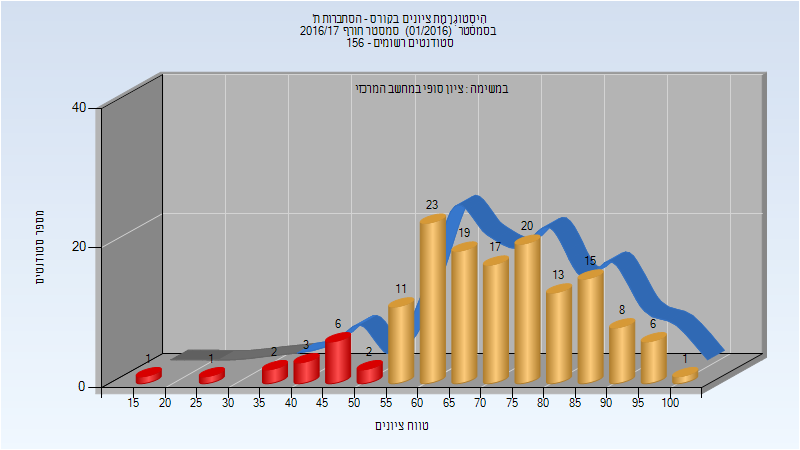 היסטוגרמת ציונים בקורס - הסתברות ת'
בסמסטר (01/2016) סמסטר חורף 2016/17
סטודנטים רשומים - 156
במשימה : ציון סופי במחשב המרכזי
מספר סטודנטים
40
20
0
1
1
2
3
6
2
11
23
19
17
20
13
15
8
6
1
15 20 25 30 35 40 45 50 55 60 65 70 75 80 85 90 95 100
טווח ציונים